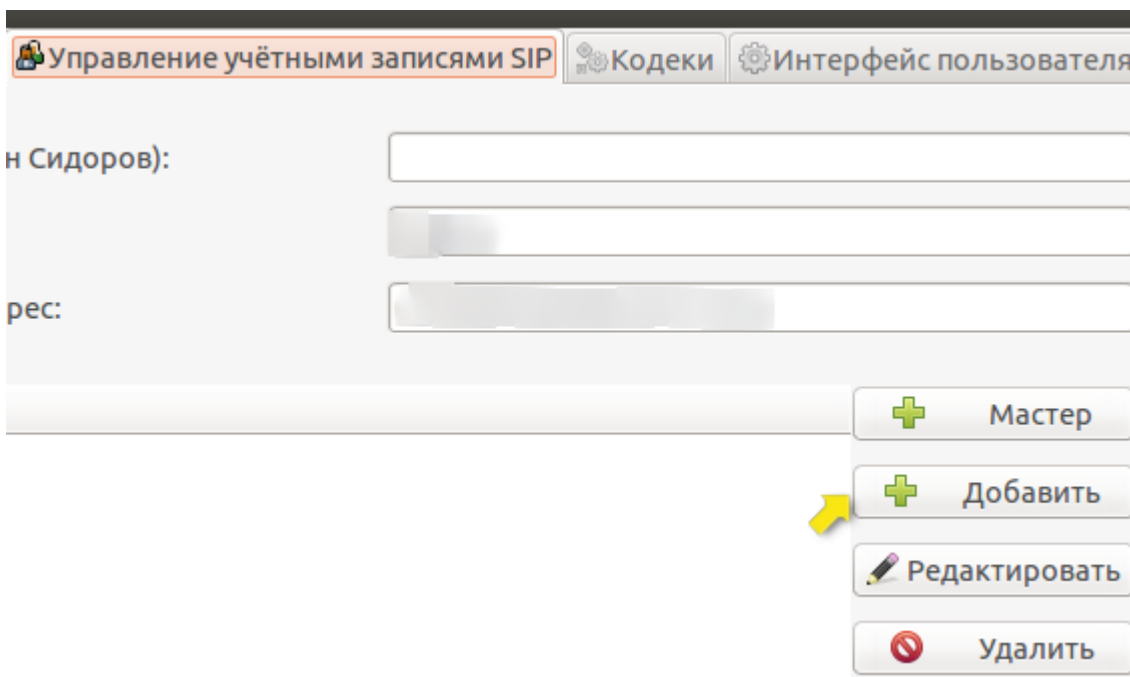 Управление учётными записями SIP Кодеки Интерфейс пользователя
н Сидоров):
рес:
Мастер
Добавить
Редактировать
Удалить